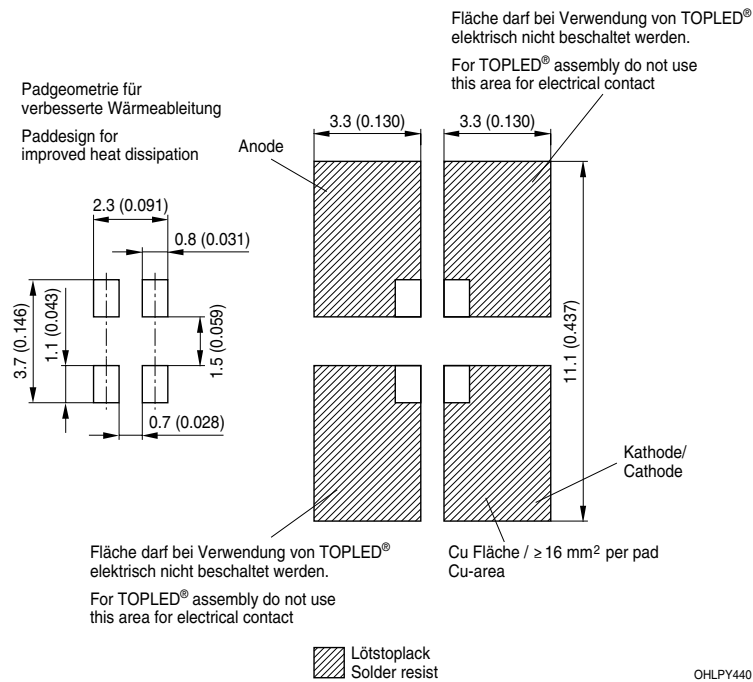 Fläche darf bei Verwendung von TOPLED®
elektrisch nicht beschaltet werden.
For TOPLED® assembly do not use
this area for electrical contact
Padgeometrie für
verbesserte Wärmeableitung
Paddesign for
improved heat dissipation
3.3 (0.130)
3.3 (0.130)
Anode
2.3 (0.091)
0.8 (0.031)
3.7 (0.146)
1.1 (0.043)
1.5 (0.059)
11.1 (0.437)
0.7 (0.028)
Kathode/
Cathode
Fläche darf bei Verwendung von TOPLED®
elektrisch nicht beschaltet werden.
For TOPLED® assembly do not use
this area for electrical contact
Cu Fläche / ≥ 16 mm² per pad
Cu-area
Lötstoplack
Solder resist
OHLPY440